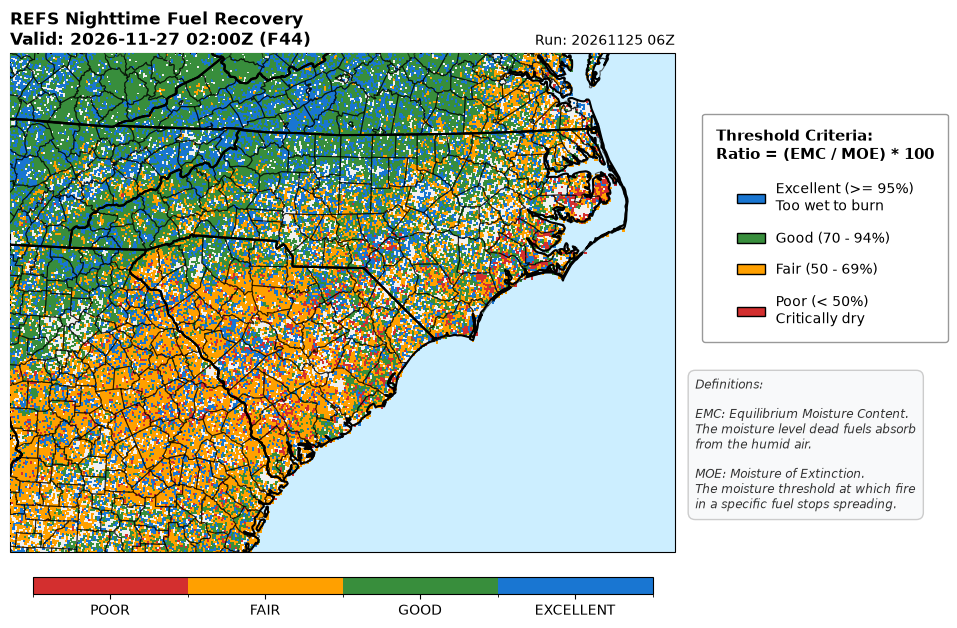 REFS Nighttime Fuel Recovery
Valid: 2026-11-27 02:00Z (F44)
Run: 20261125 06Z
Threshold Criteria:
Ratio = (EMC / MOE) * 100
Excellent (>= 95%)
Too wet to burn
Good (70 - 94%)
Fair (50 - 69%)
Poor (< 50%)
Critically dry
Definitions:
EMC: Equilibrium Moisture Content.
The moisture level dead fuels absorb
from the humid air.
MOE: Moisture of Extinction.
The moisture threshold at which fire
in a specific fuel stops spreading.
POOR FAIR GOOD EXCELLENT